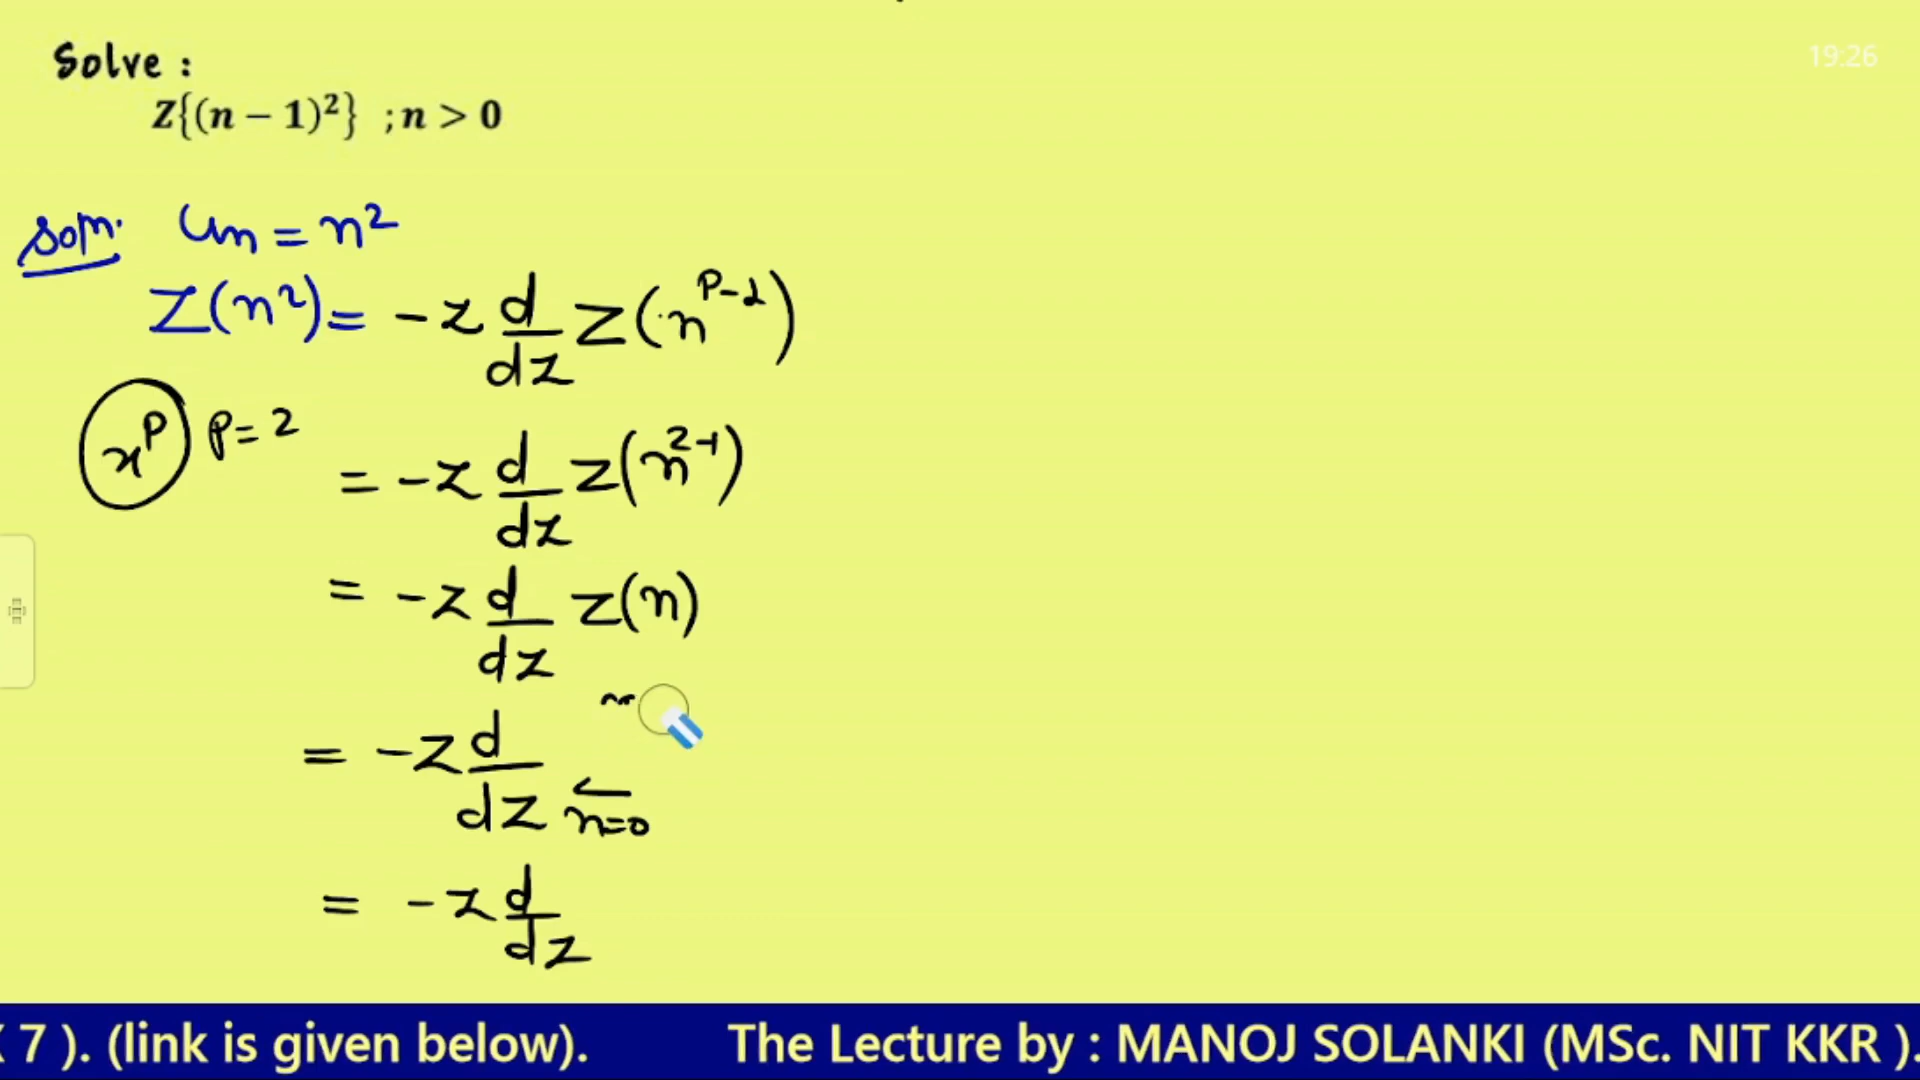 Solve :
19:26
Z{(n − 1)²} ; n > 0
Soln. Un = n²
Z(n²) = -z d/dz Z(n^{P-1})
x^P P = 2
= -z d/dz Z(n^{2-1})
= -z d/dz Z(n)
= -z d/dz n=0
= -z d/dz
7 ). (link is given below). The Lecture by : MANOJ SOLANKI (MSc. NIT KKR ).